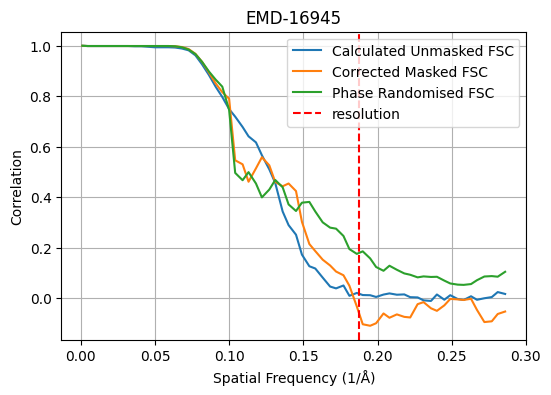 EMD-16945
Calculated Unmasked FSC
Corrected Masked FSC
Phase Randomised FSC
resolution
Correlation
1.0
0.8
0.6
0.4
0.2
0.0
0.00
0.05
0.10
0.15
0.20
0.25
0.30
Spatial Frequency (1/Å)